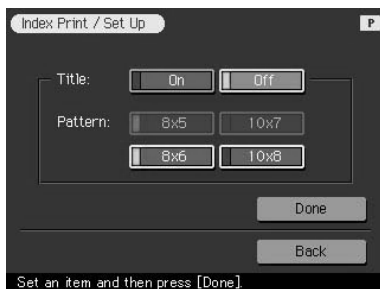 Index Print / Set Up P
Title: On Off
Pattern: 8x5 10x7
8x6 10x8
Done
Back
Set an item and then press [Done].